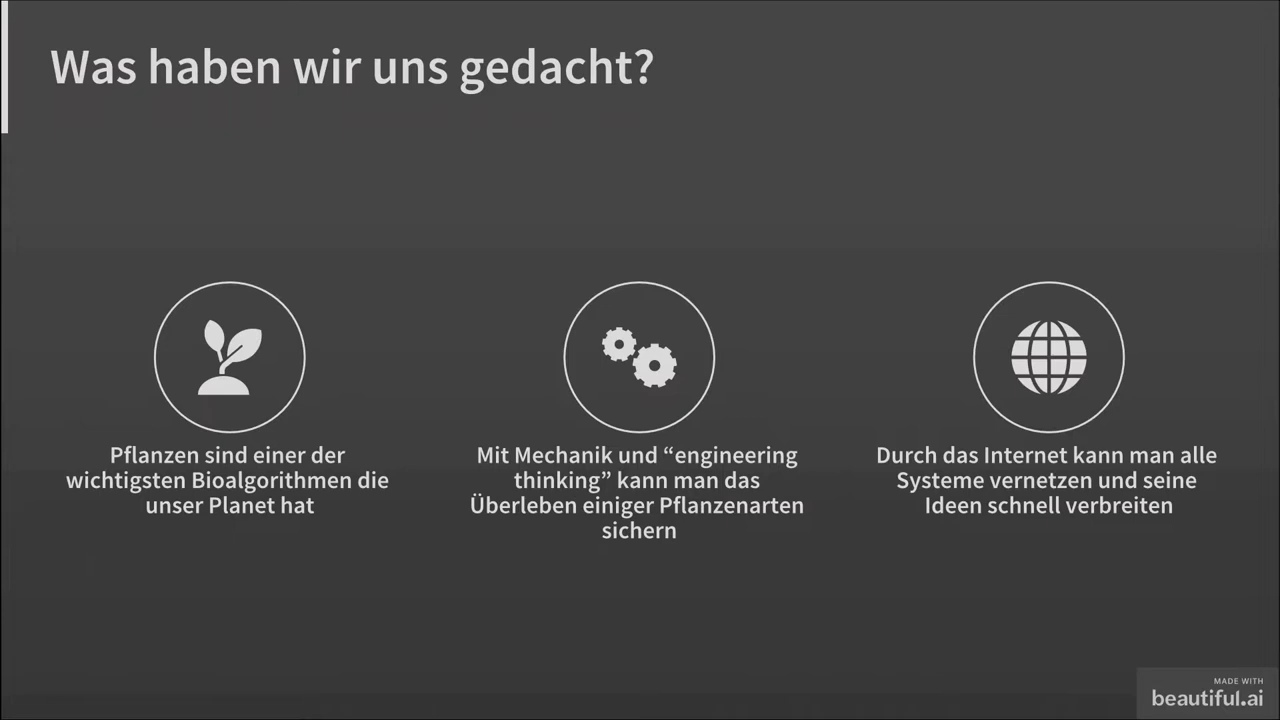 Was haben wir uns gedacht?
Pflanzen sind einer der
wichtigsten Bioalgorithmen die
unser Planet hat
Mit Mechanik und “engineering
thinking” kann man das
Überleben einiger Pflanzenarten
sichern
Durch das Internet kann man alle
Systeme vernetzen und seine
Ideen schnell verbreiten
MADE WITH
beautiful.ai